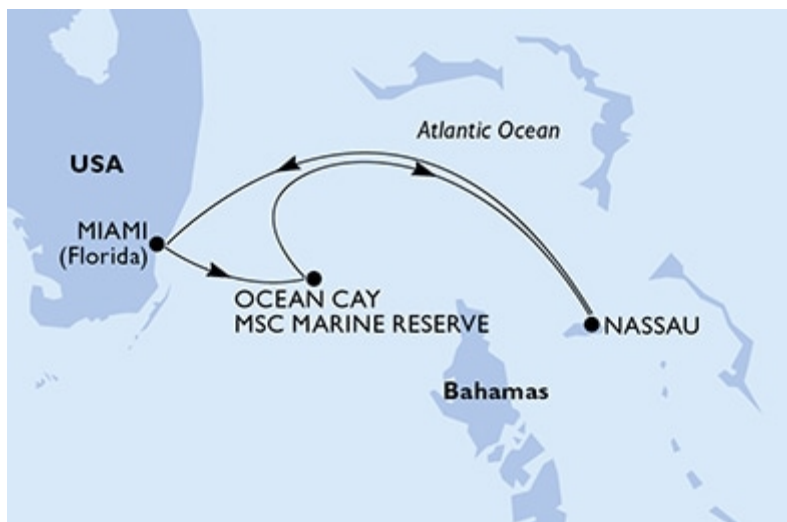 Atlantic Ocean
USA
MIAMI
(Florida)
OCEAN CAY
MSC MARINE RESERVE
NASSAU
Bahamas